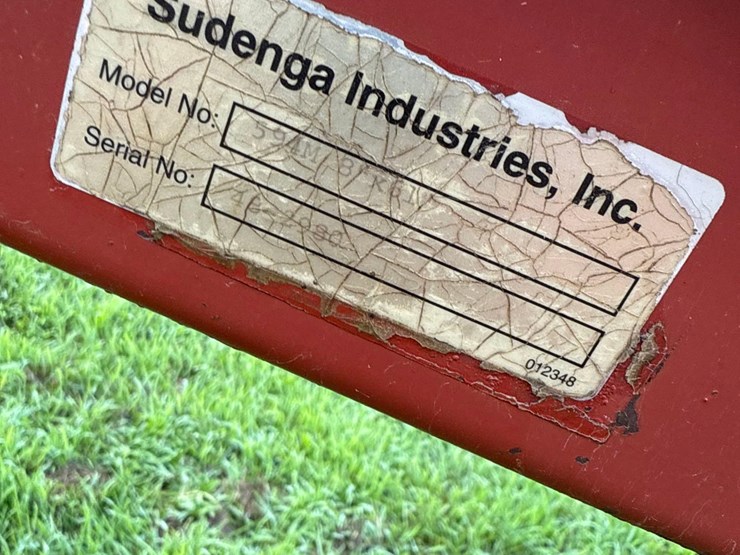 Sudenga Industries, Inc.
Model No:
Serial No:
012348